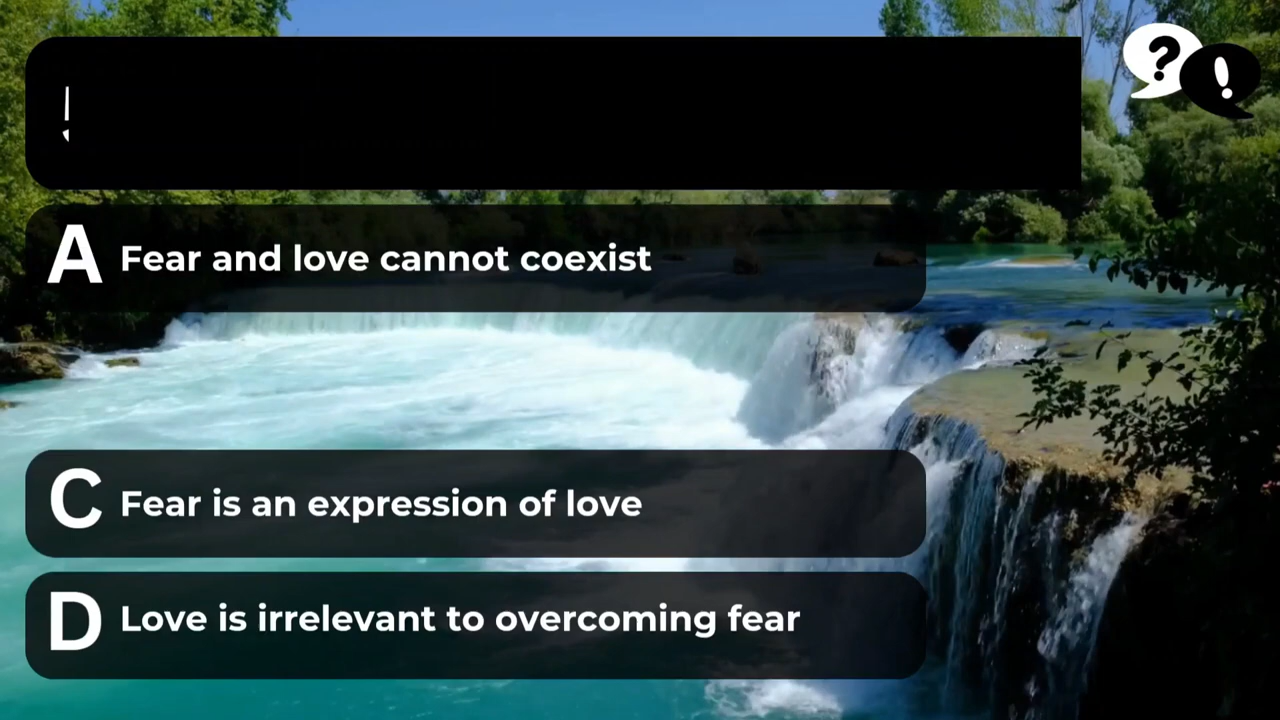 A Fear and love cannot coexist
C Fear is an expression of love
D Love is irrelevant to overcoming fear